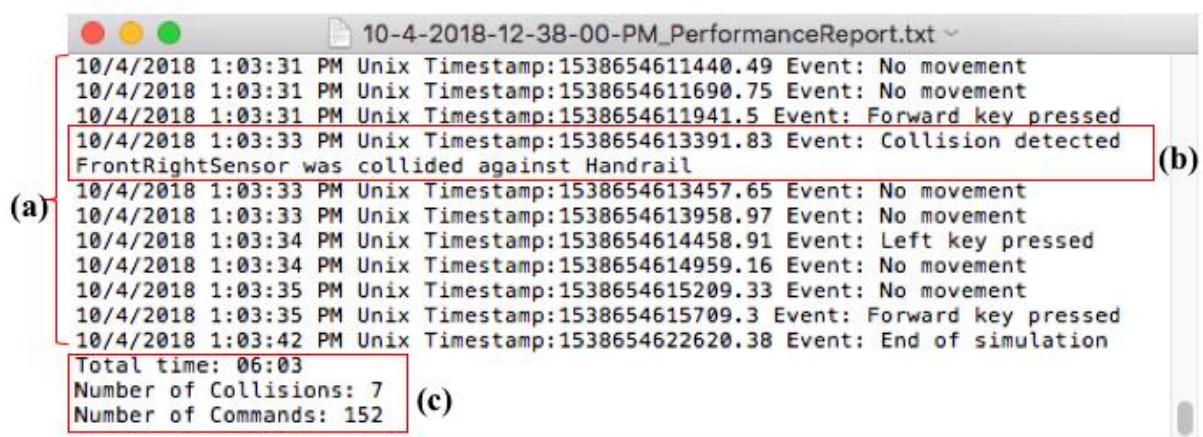 10-4-2018-12-38-00-PM_PerformanceReport.txt
10/4/2018 1:03:31 PM Unix Timestamp:1538654611440.49 Event: No movement
10/4/2018 1:03:31 PM Unix Timestamp:1538654611690.75 Event: No movement
10/4/2018 1:03:31 PM Unix Timestamp:1538654611941.5 Event: Forward key pressed
10/4/2018 1:03:33 PM Unix Timestamp:1538654613391.83 Event: Collision detected
FrontRightSensor was collided against Handrail
(b)
10/4/2018 1:03:33 PM Unix Timestamp:1538654613457.65 Event: No movement
(a)
10/4/2018 1:03:33 PM Unix Timestamp:1538654613958.97 Event: No movement
10/4/2018 1:03:34 PM Unix Timestamp:1538654614458.91 Event: Left key pressed
10/4/2018 1:03:34 PM Unix Timestamp:1538654614959.16 Event: No movement
10/4/2018 1:03:35 PM Unix Timestamp:1538654615209.33 Event: No movement
10/4/2018 1:03:35 PM Unix Timestamp:1538654615709.3 Event: Forward key pressed
10/4/2018 1:03:42 PM Unix Timestamp:1538654622620.38 Event: End of simulation
Total time: 06:03
Number of Collisions: 7
Number of Commands: 152
(c)